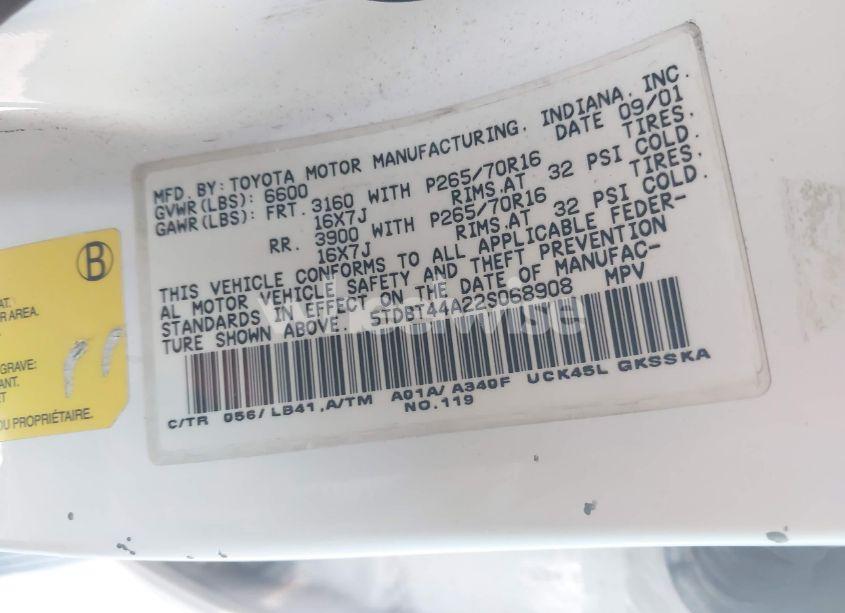 MFD. BY: TOYOTA MOTOR MANUFACTURING, INDIANA, INC.
GVWR(LBS): 6600 DATE 09/01
GAWR(LBS): FRT. 3160 WITH P265/70R16 TIRES.
16X7J RIMS.AT 32 PSI COLD.
RR. 3900 WITH P265/70R16 TIRES.
16X7J RIMS.AT 32 PSI COLD.
THIS VEHICLE CONFORMS TO ALL APPLICABLE FEDER-
AL MOTOR VEHICLE SAFETY AND THEFT PREVENTION
STANDARDS IN EFFECT ON THE DATE OF MANUFAC-
TURE SHOWN ABOVE. 5TDBT44A22S068908 MPV
C/TR 056/LB41,A/TM A01A/A340F UCK45L GKSSKA
NO.119
B
AT.
R AREA.
GRAVE:
ANT.
ET
DU PROPRIÉTAIRE.
wheelwise